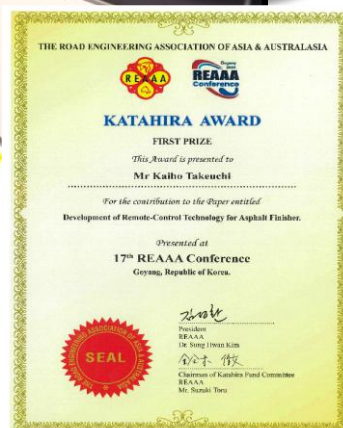 THE ROAD ENGINEERING ASSOCIATION OF ASIA & AUSTRALASIA
REAAA
REAAA
Conference
KATAHIRA AWARD
FIRST PRIZE
This Award is presented to
Mr Kaiho Takeuchi
For the contribution to the Paper entitled
Development of Remote-Control Technology for Asphalt Finisher.
Presented at
17th REAAA Conference
Goyang, Republic of Korea.
President
REAAA
Dr. Sung Hwan Kim
Chairman of Katahira Fund Committee
REAAA
Mr. Suzuki Toru
SEAL